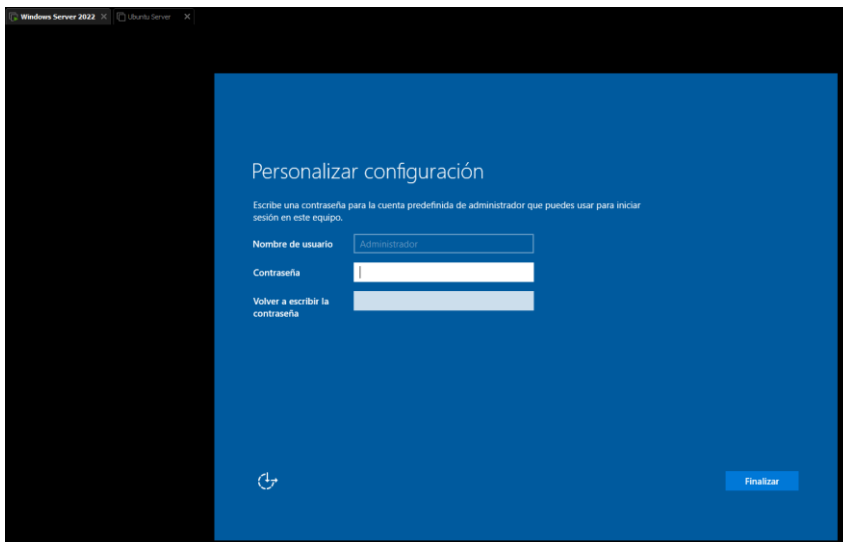 Windows Server 2022
Ubuntu Server
Personalizar configuración
Escribe una contraseña para la cuenta predefinida de administrador que puedes usar para iniciar
sesión en este equipo.
Nombre de usuario
Administrador
Contraseña
Volver a escribir la
contraseña
Finalizar